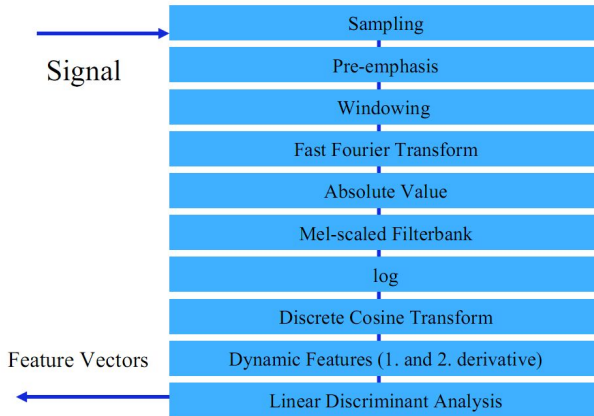 Sampling
Signal
Pre-emphasis
Windowing
Fast Fourier Transform
Absolute Value
Mel-scaled Filterbank
log
Discrete Cosine Transform
Feature Vectors
Dynamic Features (1. and 2. derivative)
Linear Discriminant Analysis